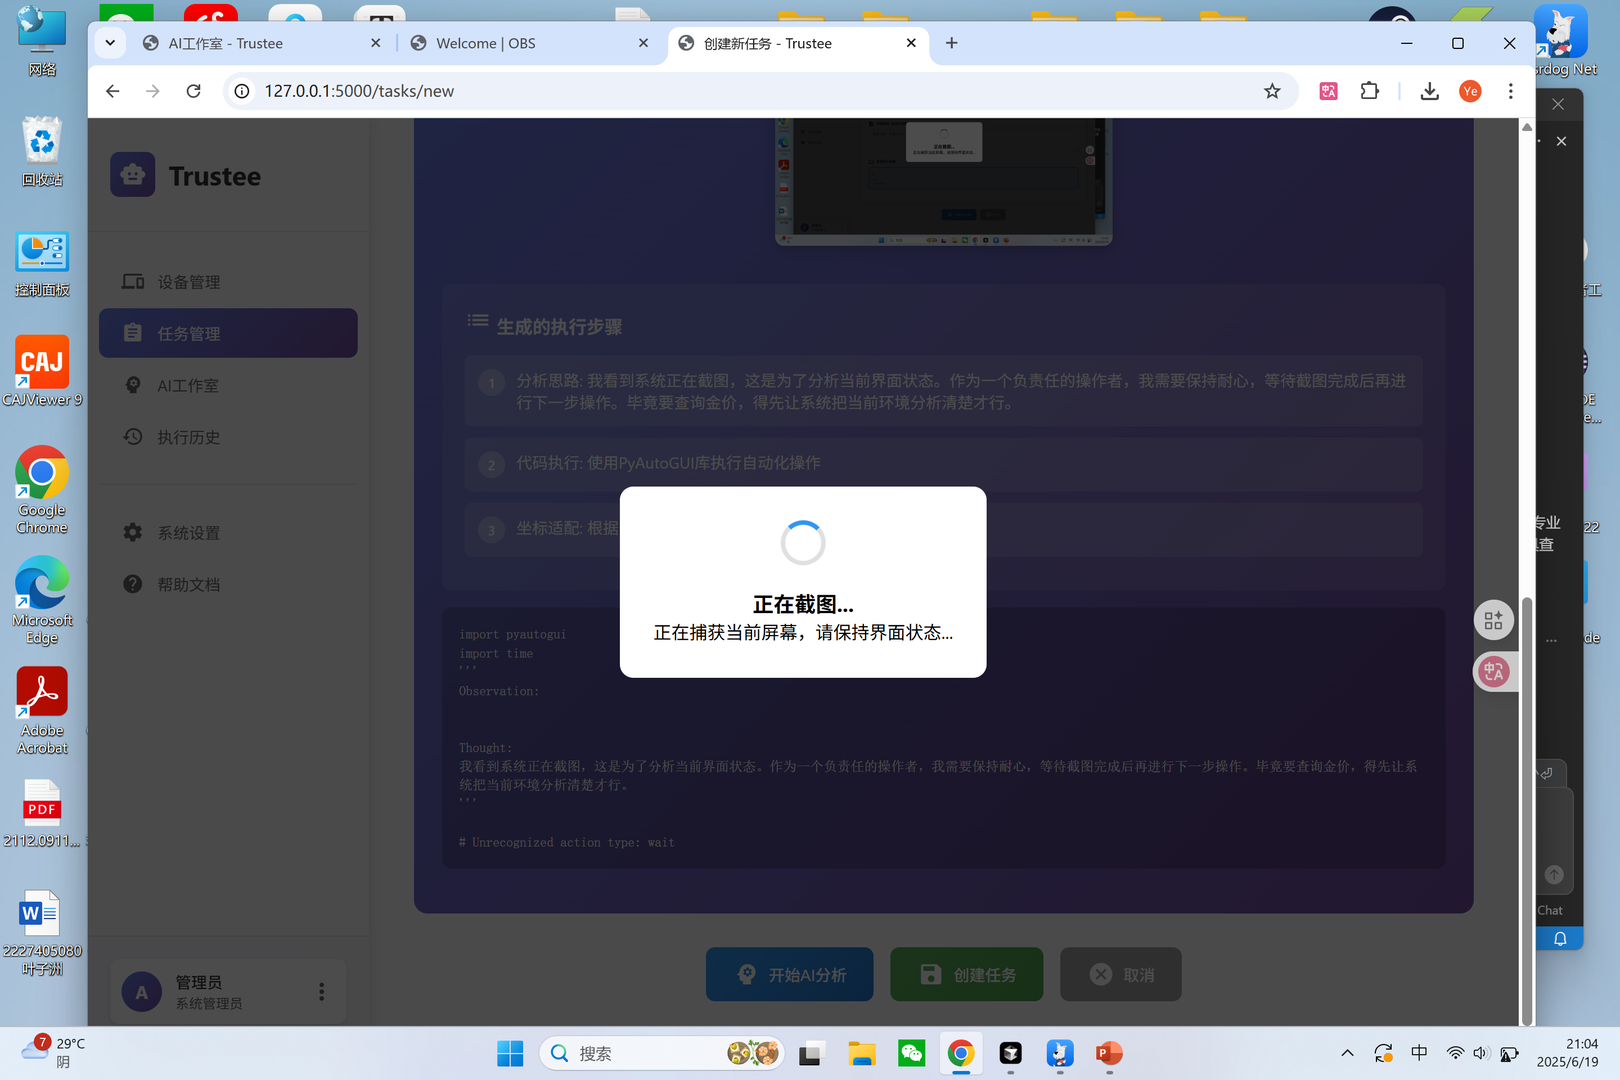 AI工作室 - Trustee
Welcome | OBS
创建新任务 - Trustee
127.0.0.1:5000/tasks/new
Ye
网络
回收站
控制面板
CAJ
CAJViewer 9
Google
Chrome
Microsoft
Edge
Adobe
Acrobat
PDF
2112.0911...
W
2227405080
叶子洲
Trustee
设备管理
任务管理
AI工作室
执行历史
系统设置
帮助文档
A
管理员
系统管理员
生成的执行步骤
1
分析思路: 我看到系统正在截图，这是为了分析当前界面状态。作为一个负责任的操作者，我需要保持耐心，等待截图完成后再进
行下一步操作。毕竟要查询金价，得先让系统把当前环境分析清楚才行。
2
代码执行: 使用PyAutoGUI库执行自动化操作
3
坐标适配: 根据
正在截图...
正在捕获当前屏幕，请保持界面状态...
import pyautogui
import time
'''
Observation:
Thought:
我看到系统正在截图，这是为了分析当前界面状态。作为一个负责任的操作者，我需要保持耐心，等待截图完成后再进行下一步操作。毕竟要查询金价，得先让系
统把当前环境分析清楚才行。
'''
# Unrecognized action type: wait
开始AI分析
创建任务
取消
srdog Net
专业
查
22
de
Chat
7
29°C
阴
搜索
中
21:04
2025/6/19